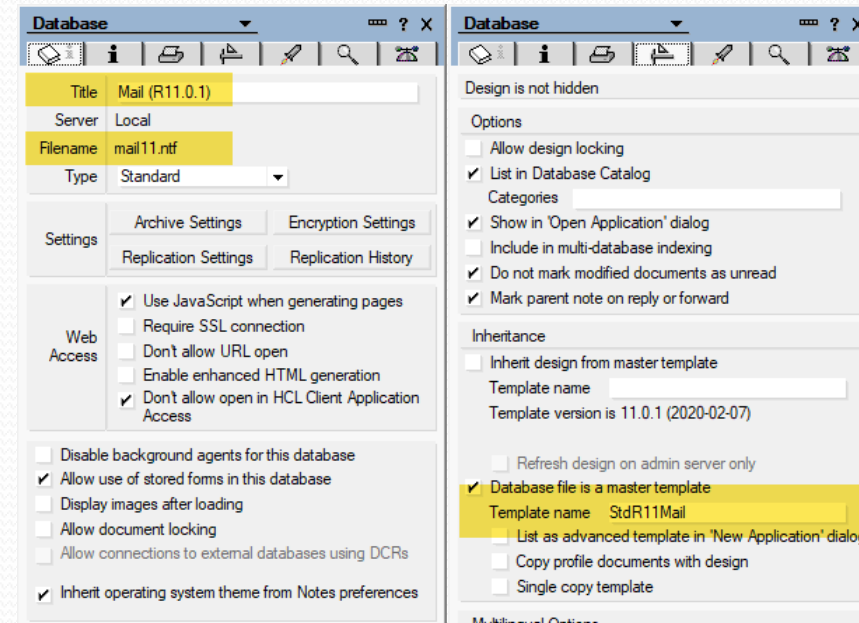 Database ? X
i
Title Mail (R11.0.1)
Server Local
Filename mail11.ntf
Type Standard
Settings
Archive Settings Encryption Settings
Replication Settings Replication History
Web Access
Use JavaScript when generating pages
Require SSL connection
Don't allow URL open
Enable enhanced HTML generation
Don't allow open in HCL Client Application
Access
Disable background agents for this database
Allow use of stored forms in this database
Display images after loading
Allow document locking
Allow connections to external databases using DCRs
Inherit operating system theme from Notes preferences
Database ? X
i
Design is not hidden
Options
Allow design locking
List in Database Catalog
Categories
Show in 'Open Application' dialog
Include in multi-database indexing
Do not mark modified documents as unread
Mark parent note on reply or forward
Inheritance
Inherit design from master template
Template name
Template version is 11.0.1 (2020-02-07)
Refresh design on admin server only
Database file is a master template
Template name StdR11Mail
List as advanced template in 'New Application' dialo
Copy profile documents with design
Single copy template
Multilingual Options